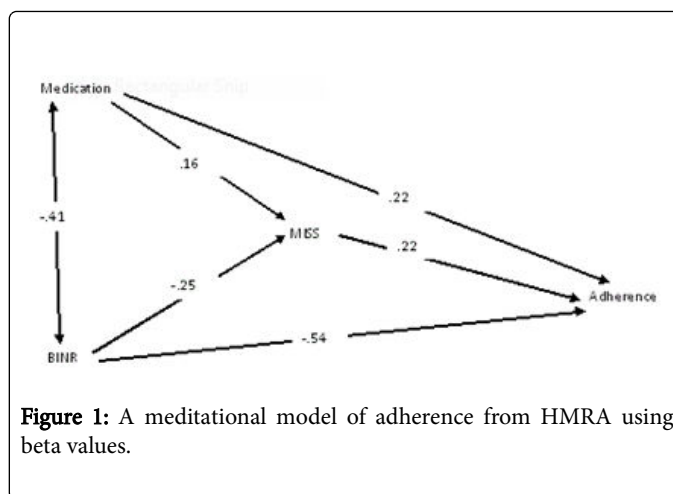 Medication
.16
.22
-.41
MISS
.22
-.25
Adherence
-.54
BINR
Figure 1: A meditational model of adherence from HMRA using
beta values.